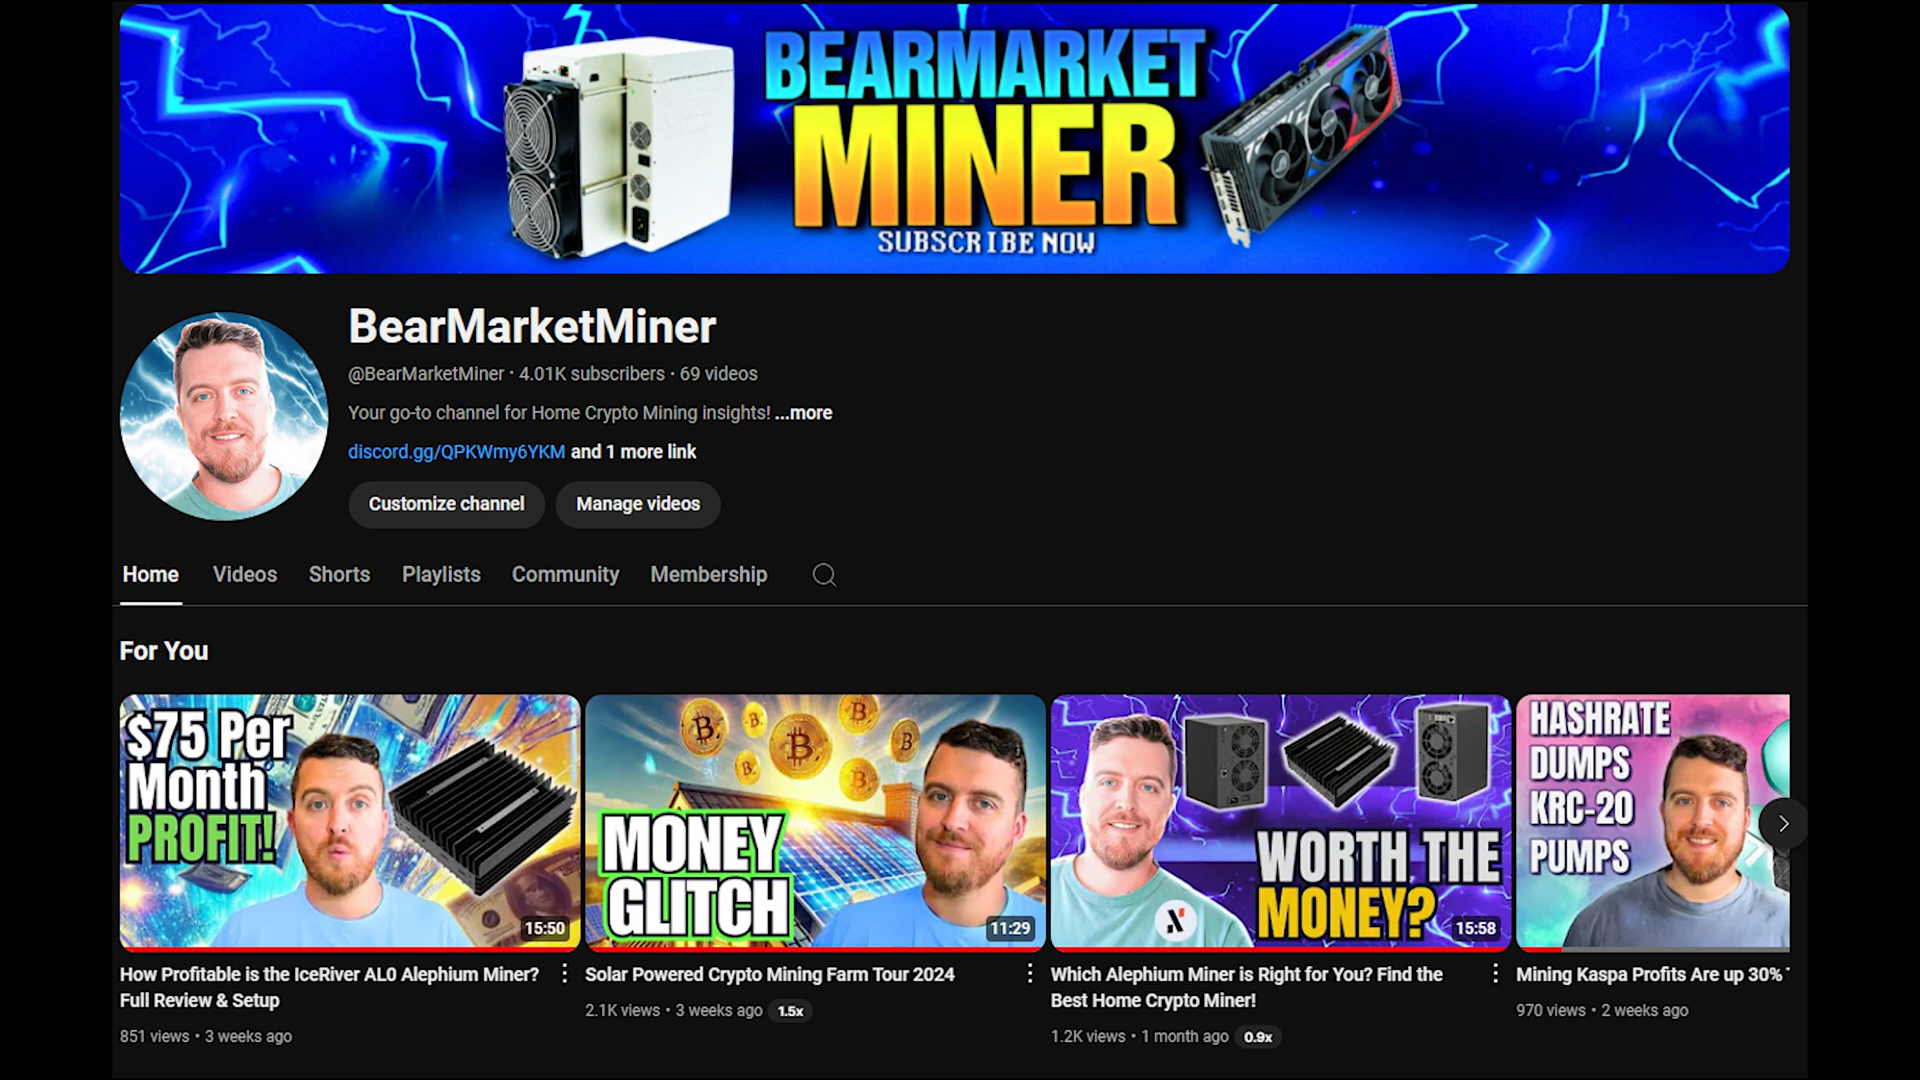 BEARMARKET
MINER
SUBSCRIBE NOW
BearMarketMiner
@BearMarketMiner · 4.01K subscribers · 69 videos
Your go-to channel for Home Crypto Mining insights! ...more
discord.gg/QPKWmy6YKM and 1 more link
Customize channel Manage videos
Home Videos Shorts Playlists Community Membership
For You
$75 Per
Month
PROFIT!
15:50
How Profitable is the IceRiver AL0 Alephium Miner?
Full Review & Setup
851 views • 3 weeks ago
MONEY
GLITCH
11:29
Solar Powered Crypto Mining Farm Tour 2024
2.1K views • 3 weeks ago 1.5x
WORTH THE
MONEY?
15:58
Which Alephium Miner is Right for You? Find the
Best Home Crypto Miner!
1.2K views • 1 month ago 0.9x
HASHRATE
DUMPS
KRC-20
PUMPS
Mining Kaspa Profits Are up 30%
970 views • 2 weeks ago